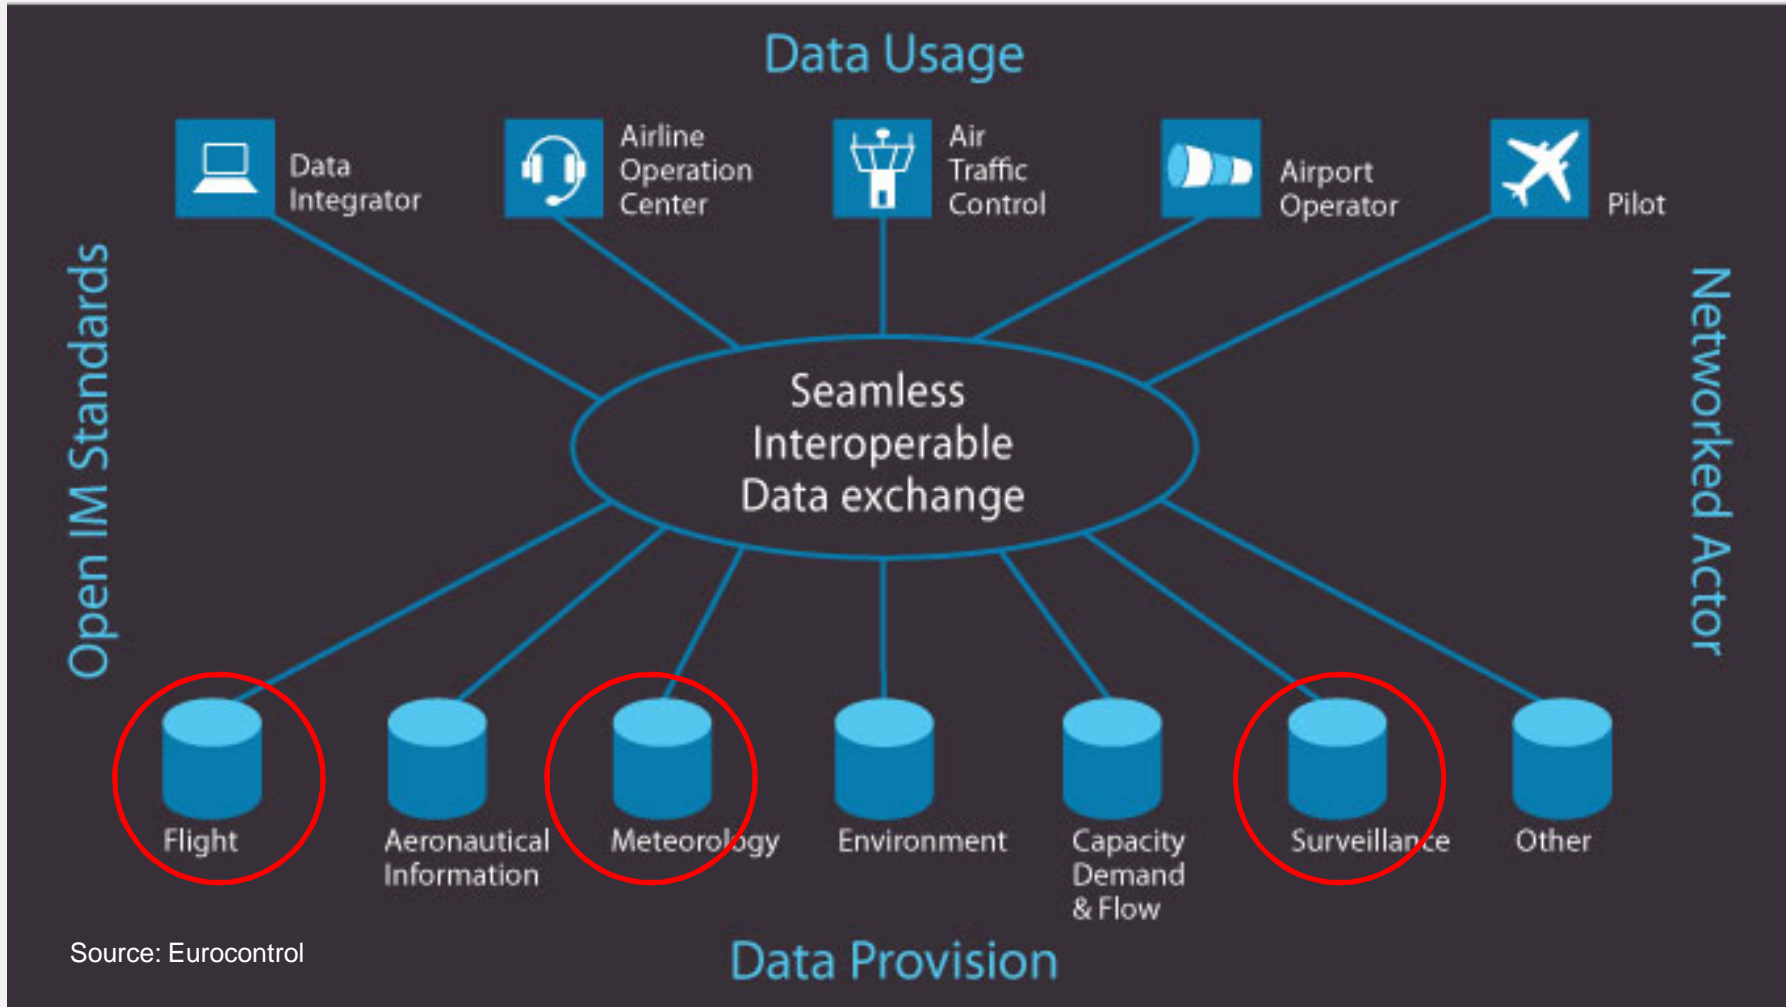 Data Usage
Data
Integrator
Airline
Operation
Center
Air
Traffic
Control
Airport
Operator
Pilot
Open IM Standards
Networked Actor
Seamless
Interoperable
Data exchange
Flight
Aeronautical
Information
Meteorology
Environment
Capacity
Demand
& Flow
Surveillance
Other
Source: Eurocontrol
Data Provision